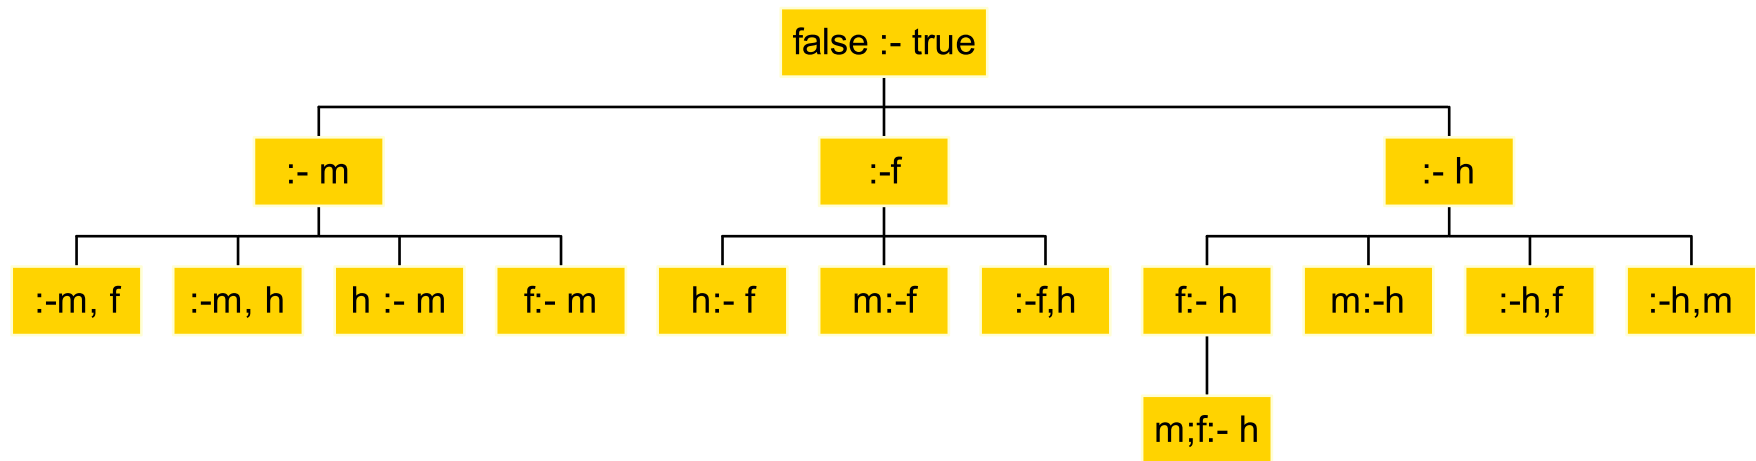 false :- true
:- m
:-f
:- h
:-m, f
:-m, h
h :- m
f:- m
h:- f
m:-f
:-f,h
f:- h
m:-h
:-h,f
:-h,m
m;f:- h